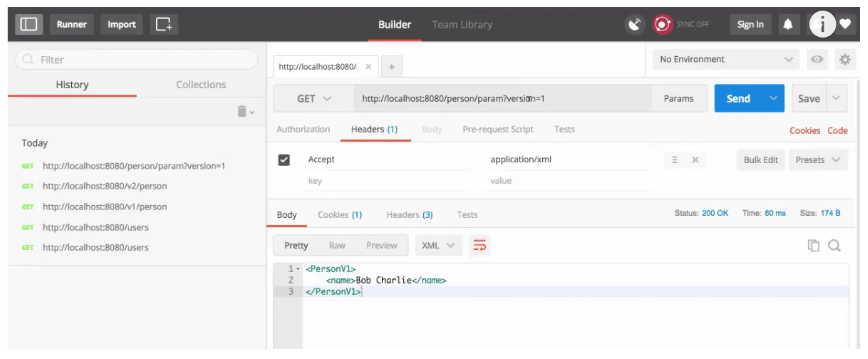 Runner Import Builder Team Library SYNC OFF Sign In
Filter
History Collections
Today
GET http://localhost:8080/person/param?version=1
GET http://localhost:8080/v2/person
GET http://localhost:8080/v1/person
GET http://localhost:8080/users
GET http://localhost:8080/users
http://localhost:8080/ No Environment
GET http://localhost:8080/person/param?version=1 Params Send Save
Authorization Headers (1) Body Pre-request Script Tests Cookies Code
Accept application/xml Bulk Edit Presets
key value
Body Cookies (1) Headers (3) Tests Status: 200 OK Time: 80 ms Size: 174 B
Pretty Raw Preview XML
1 <PersonV1>
2 <name>Bob Charlie</name>
3 </PersonV1>